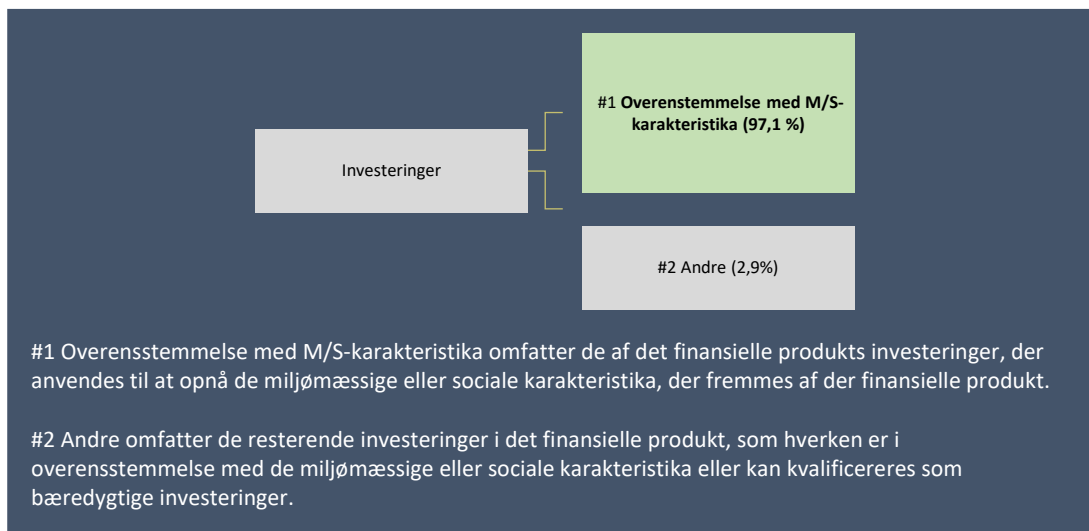 #1 Overenstemmelse med M/S-
karakteristika (97,1 %)
Investeringer
#2 Andre (2,9%)
#1 Overensstemmelse med M/S-karakteristika omfatter de af det finansielle produkts investeringer, der
anvendes til at opnå de miljømæssige eller sociale karakteristika, der fremmes af der finansielle produkt.
#2 Andre omfatter de resterende investeringer i det finansielle produkt, som hverken er i
overensstemmelse med de miljømæssige eller sociale karakteristika eller kan kvalificereres som
bæredygtige investeringer.